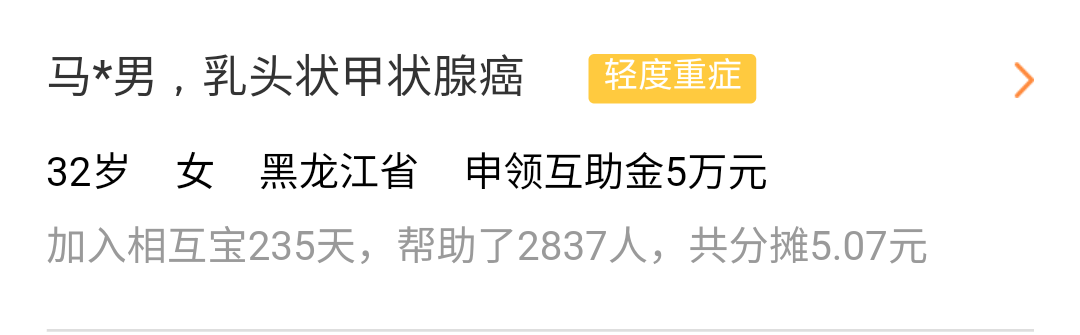 马*男，乳头状甲状腺癌 轻度重症
32岁 女 黑龙江省 申领互助金5万元
加入相互宝235天，帮助了2837人，共分摊5.07元